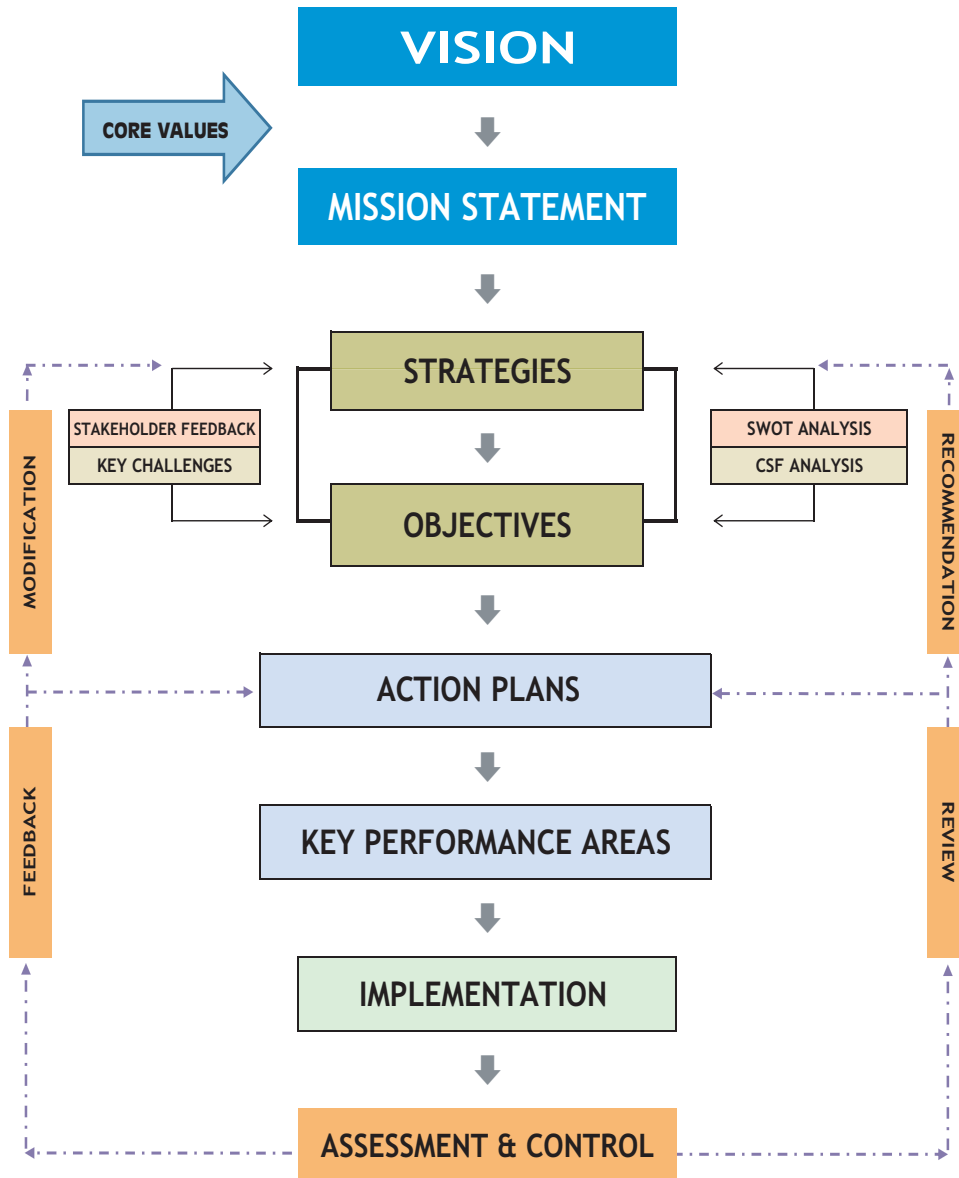 VISION
CORE VALUES
MISSION STATEMENT
STRATEGIES
STAKEHOLDER FEEDBACK
KEY CHALLENGES
SWOT ANALYSIS
CSF ANALYSIS
OBJECTIVES
MODIFICATION
RECOMMENDATION
ACTION PLANS
FEEDBACK
REVIEW
KEY PERFORMANCE AREAS
IMPLEMENTATION
ASSESSMENT & CONTROL